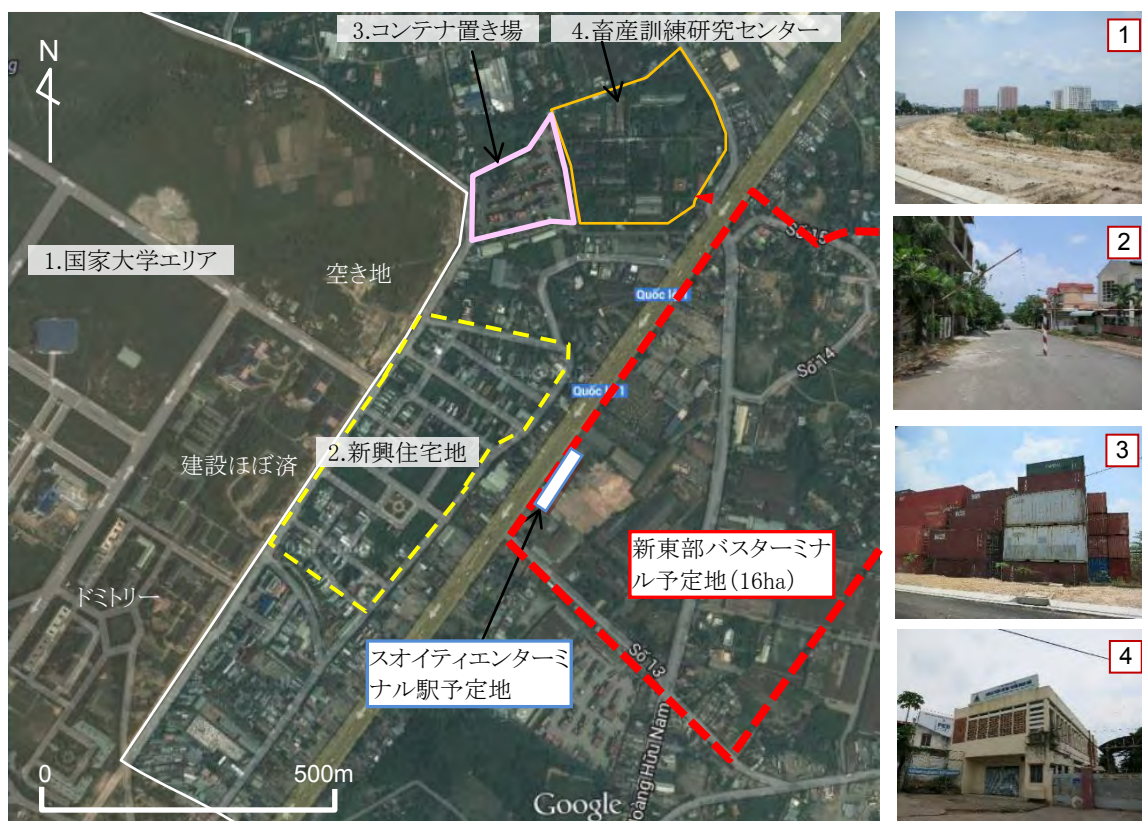 3.コンテナ置き場
4.畜産訓練研究センター
N
1
1.国家大学エリア
空き地
Số 15
2
Số 14
建設ほぼ済
2.新興住宅地
3
新東部バスターミナ
ル予定地(16ha)
ドミトリー
スオイティエンターミ
ナル駅予定地
Số 13
4
0
500m
Google
Hoàng Hữu Nam